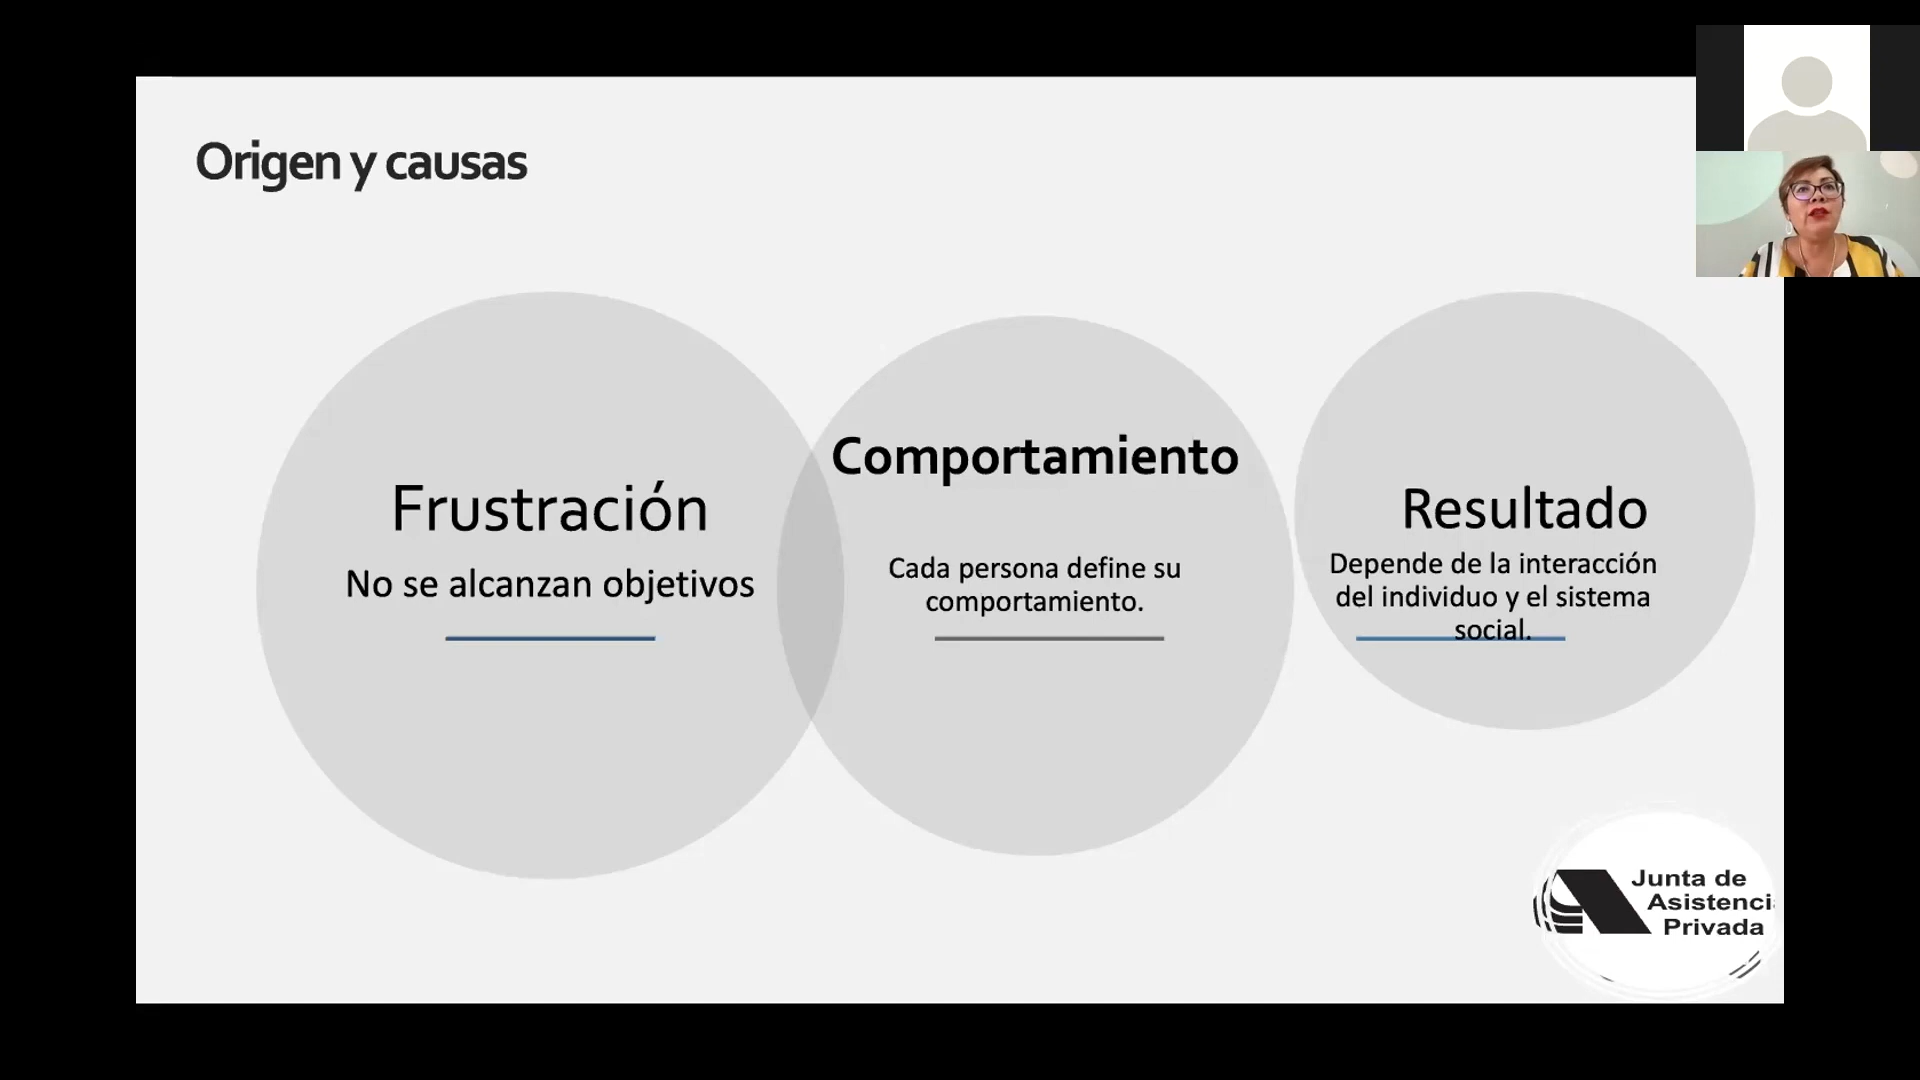 Origen y causas
Frustración
No se alcanzan objetivos
Comportamiento
Cada persona define su
comportamiento.
Resultado
Depende de la interacción
del individuo y el sistema
social.
Junta de
Asistenci
Privada